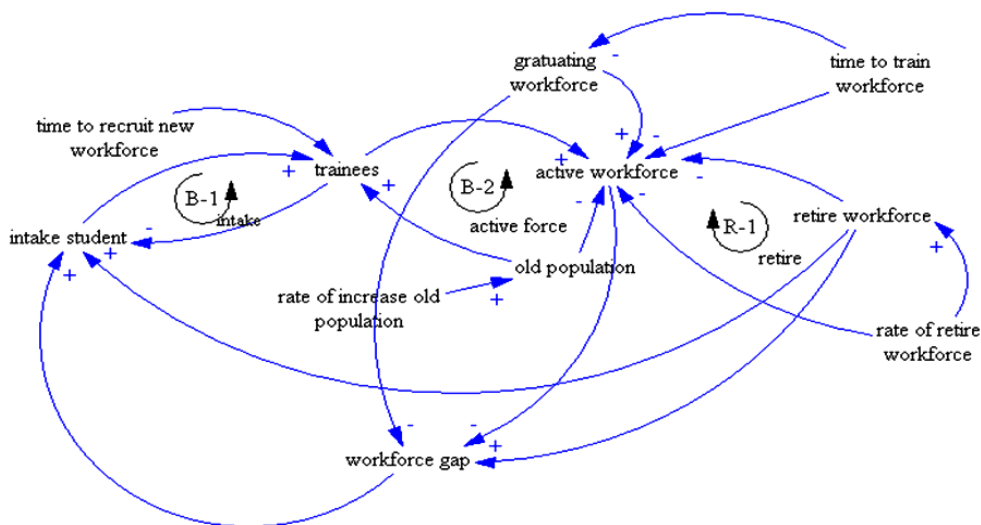 gratuating
workforce
time to train
workforce
time to recruit new
workforce
trainees
active workforce
B-1
intake
B-2
active force
R-1
retire
retire workforce
intake student
old population
rate of increase old
population
rate of retire
workforce
workforce gap
-
+
-
+
+
+
-
-
-
-
+
+
+
+
+
-
-
+